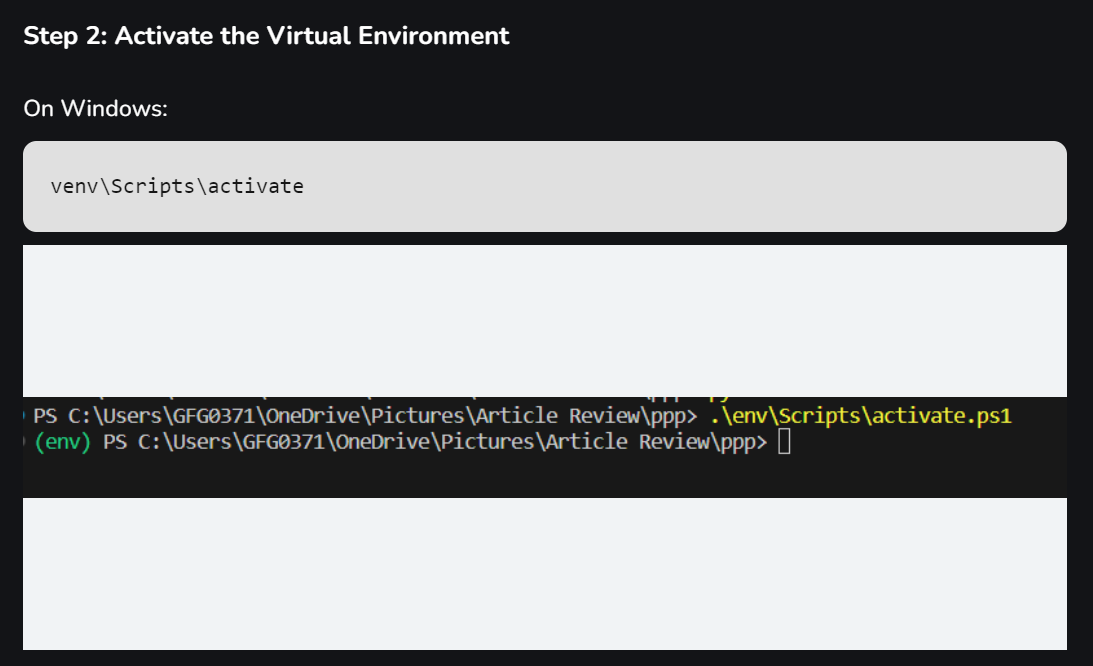 Step 2: Activate the Virtual Environment
On Windows:
venv\Scripts\activate
PS C:\Users\GFG0371\OneDrive\Pictures\Article Review\ppp> .\env\Scripts\activate.ps1
(env) PS C:\Users\GFG0371\OneDrive\Pictures\Article Review\ppp>